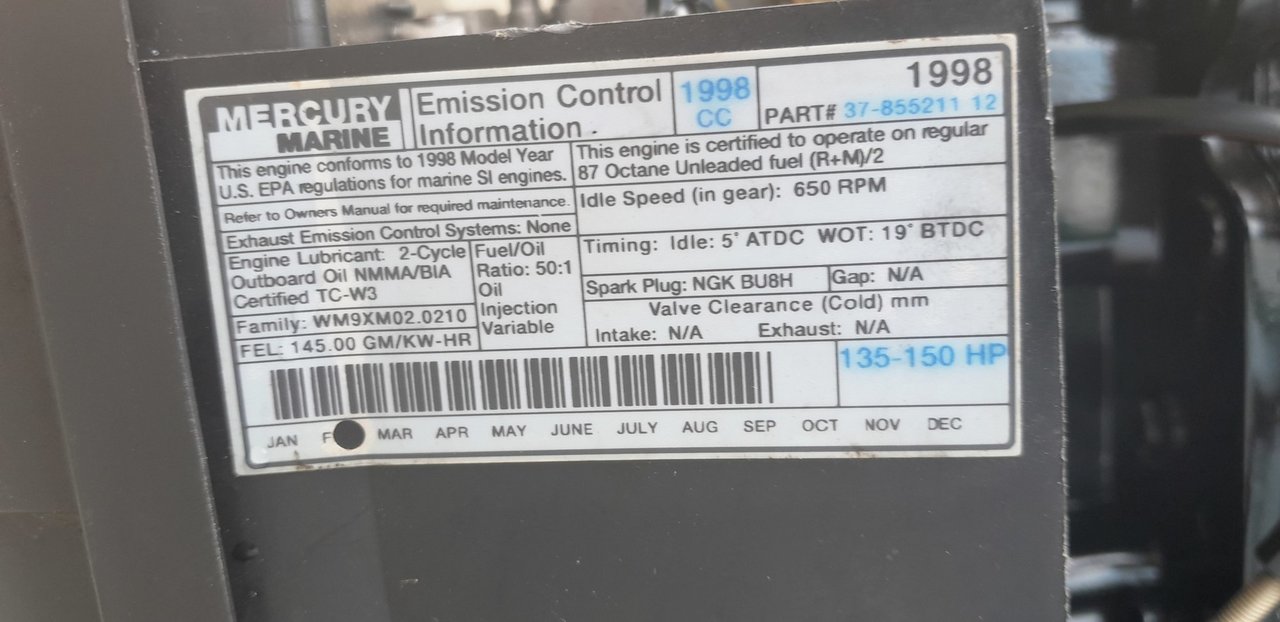 MERCURY
MARINE
Emission Control
Information
1998
CC
1998
PART# 37-855211 12
This engine conforms to 1998 Model Year
U.S. EPA regulations for marine SI engines.
Refer to Owners Manual for required maintenance.
Exhaust Emission Control Systems: None
Engine Lubricant: 2-Cycle
Outboard Oil NMMA/BIA
Certified TC-W3
Fuel/Oil
Ratio: 50:1
Oil
Injection
Variable
Family: WM9XM02.0210
FEL: 145.00 GM/KW-HR
This engine is certified to operate on regular
87 Octane Unleaded fuel (R+M)/2
Idle Speed (in gear): 650 RPM
Timing: Idle: 5° ATDC WOT: 19° BTDC
Spark Plug: NGK BU8H Gap: N/A
Valve Clearance (Cold) mm
Intake: N/A Exhaust: N/A
135-150 HP
JAN F MAR APR MAY JUNE JULY AUG SEP OCT NOV DEC